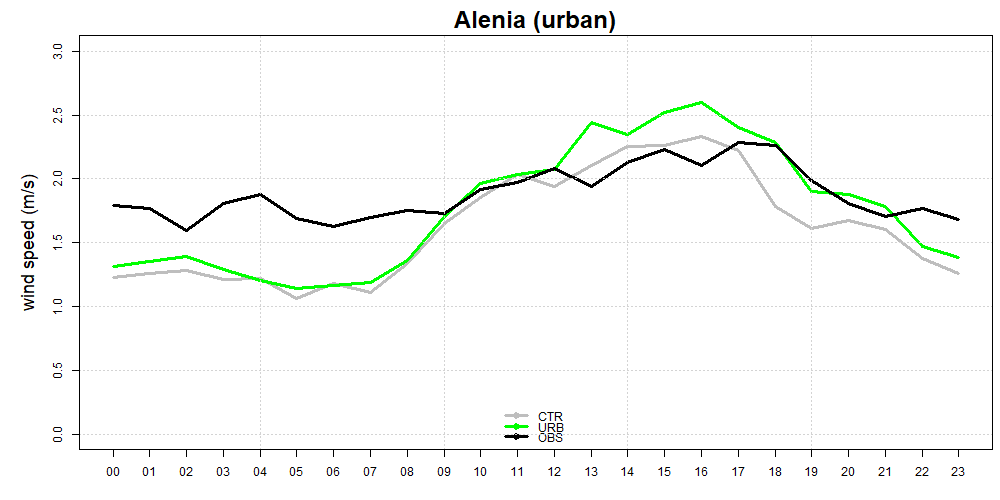 Alenia (urban)
wind speed (m/s)
3.0
2.5
2.0
1.5
1.0
0.5
0.0
CTR
URB
OBS
00 01 02 03 04 05 06 07 08 09 10 11 12 13 14 15 16 17 18 19 20 21 22 23